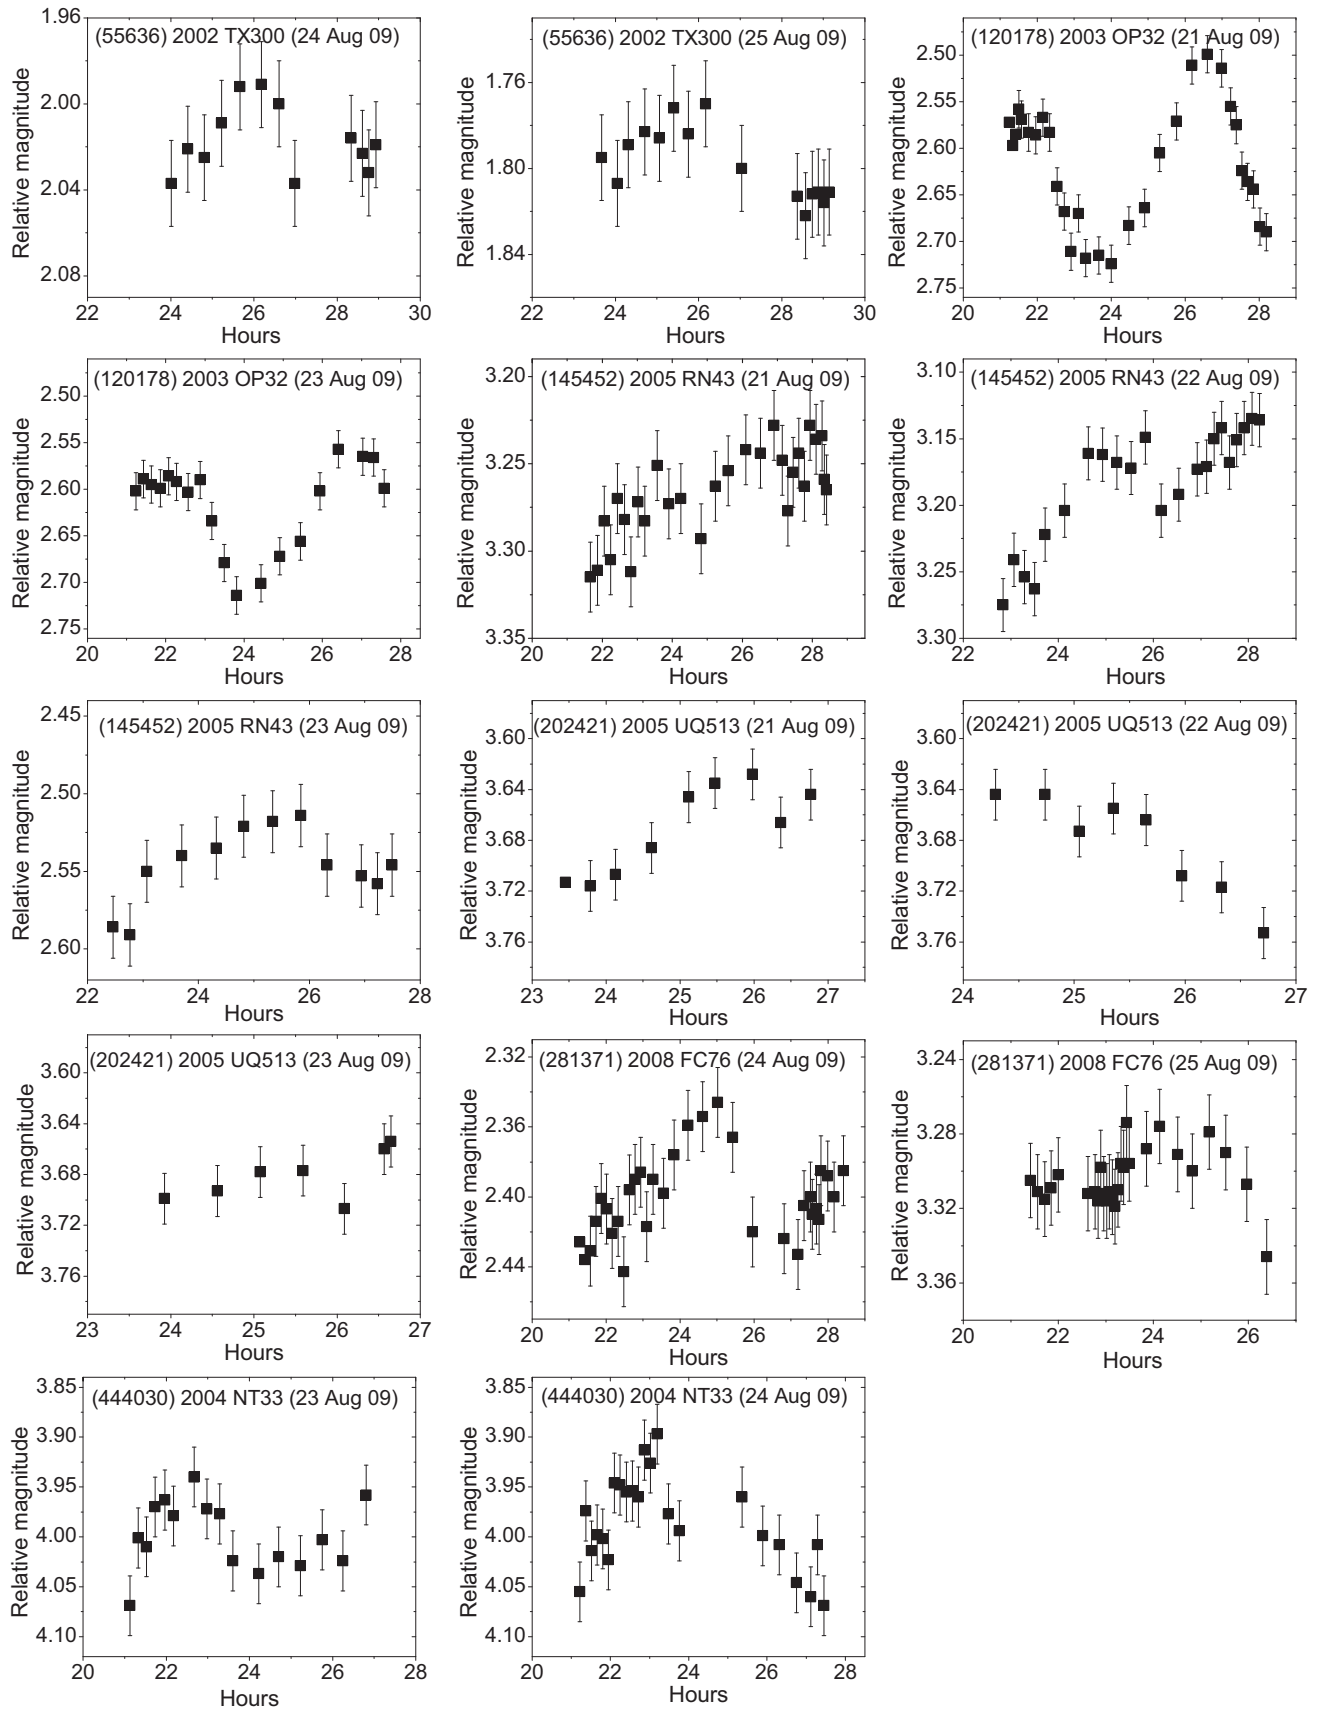 (55636) 2002 TX300 (24 Aug 09)
Relative magnitude
1.96
2.00
2.04
2.08
22 24 26 28 30
Hours
(55636) 2002 TX300 (25 Aug 09)
Relative magnitude
1.76
1.80
1.84
22 24 26 28 30
Hours
(120178) 2003 OP32 (21 Aug 09)
Relative magnitude
2.50
2.55
2.60
2.65
2.70
2.75
20 22 24 26 28
Hours
(120178) 2003 OP32 (23 Aug 09)
Relative magnitude
2.50
2.55
2.60
2.65
2.70
2.75
20 22 24 26 28
Hours
(145452) 2005 RN43 (21 Aug 09)
Relative magnitude
3.20
3.25
3.30
3.35
20 22 24 26 28
Hours
(145452) 2005 RN43 (22 Aug 09)
Relative magnitude
3.10
3.15
3.20
3.25
3.30
22 24 26 28
Hours
(145452) 2005 RN43 (23 Aug 09)
Relative magnitude
2.45
2.50
2.55
2.60
22 23 24 25 26 27 28
Hours
(202421) 2005 UQ513 (21 Aug 09)
Relative magnitude
3.60
3.64
3.68
3.72
3.76
23 24 25 26 27
Hours
(202421) 2005 UQ513 (22 Aug 09)
Relative magnitude
3.60
3.64
3.68
3.72
3.76
24 25 26 27
Hours
(202421) 2005 UQ513 (23 Aug 09)
Relative magnitude
3.60
3.64
3.68
3.72
3.76
23 24 25 26 27
Hours
(281371) 2008 FC76 (24 Aug 09)
Relative magnitude
2.32
2.36
2.40
2.44
20 22 24 26 28
Hours
(281371) 2008 FC76 (25 Aug 09)
Relative magnitude
3.24
3.28
3.32
3.36
20 22 24 26
Hours
(444030) 2004 NT33 (23 Aug 09)
Relative magnitude
3.85
3.90
3.95
4.00
4.05
4.10
20 22 24 26 28
Hours
(444030) 2004 NT33 (24 Aug 09)
Relative magnitude
3.85
3.90
3.95
4.00
4.05
4.10
20 22 24 26 28
Hours